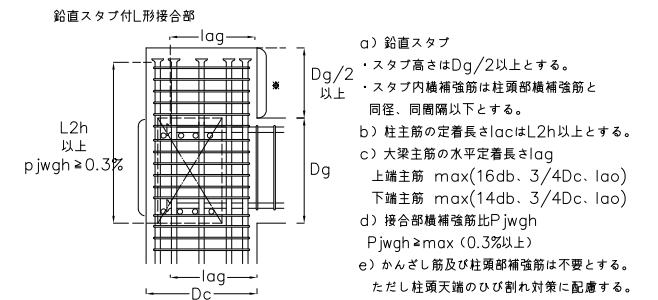 鉛直スタブ付L形接合部
lag
Dg/2
以上
※
L2h
以上
pjwgh≧0.3%
Dg
lag
Dc
a）鉛直スタブ
・スタブ高さはDg/2以上とする。
・スタブ内横補強筋は柱頭部横補強筋と
同径、同間隔以下とする。
b）柱主筋の定着長さlacはL2h以上とする。
c）大梁主筋の水平定着長さlag
上端主筋 max(16db、3/4Dc、lao)
下端主筋 max(14db、3/4Dc、lao)
d）接合部横補強筋比Pjwgh
Pjwgh≧max（0.3%以上）
e）かんざし筋及び柱頭部補強筋は不要とする。
ただし柱頭天端のひび割れ対策に配慮する。